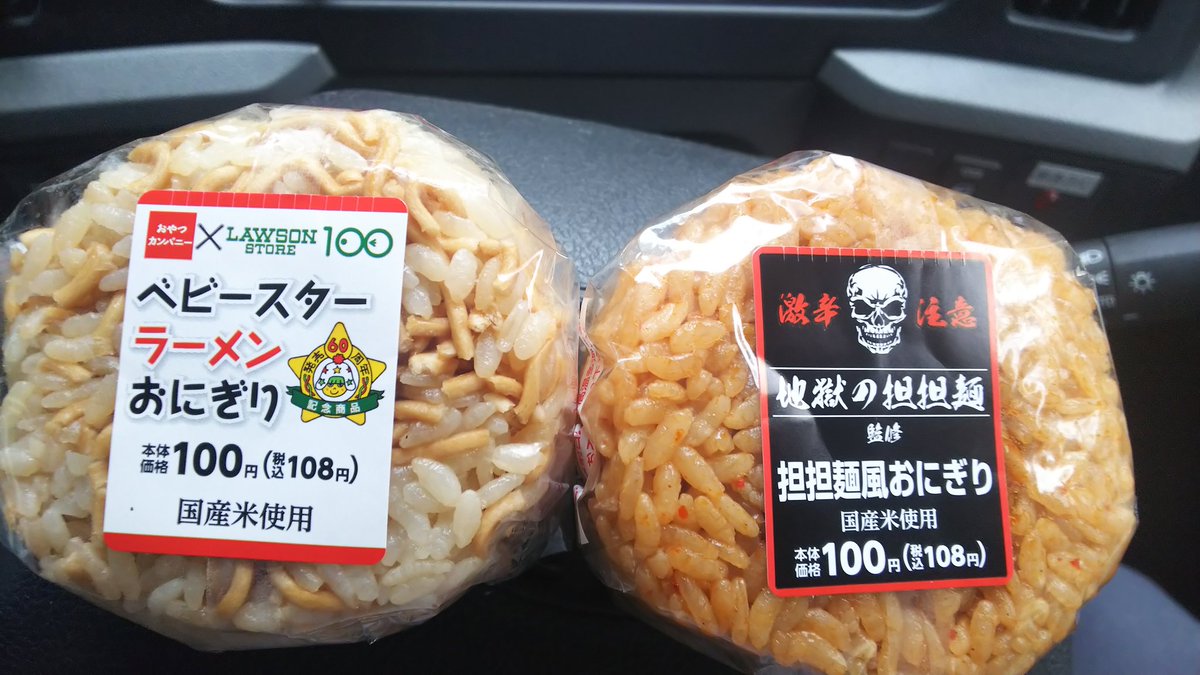 おやつ
カンパニー
×
LAWSON
STORE
100
ベビースター
ラーメン
おにぎり
発売60周年
記念商品
本体
価格100円(税込108円)
国産米使用
激辛
注意
地獄の担担麺
監修
担担麺風おにぎり
国産米使用
本体
価格100円(税込108円)